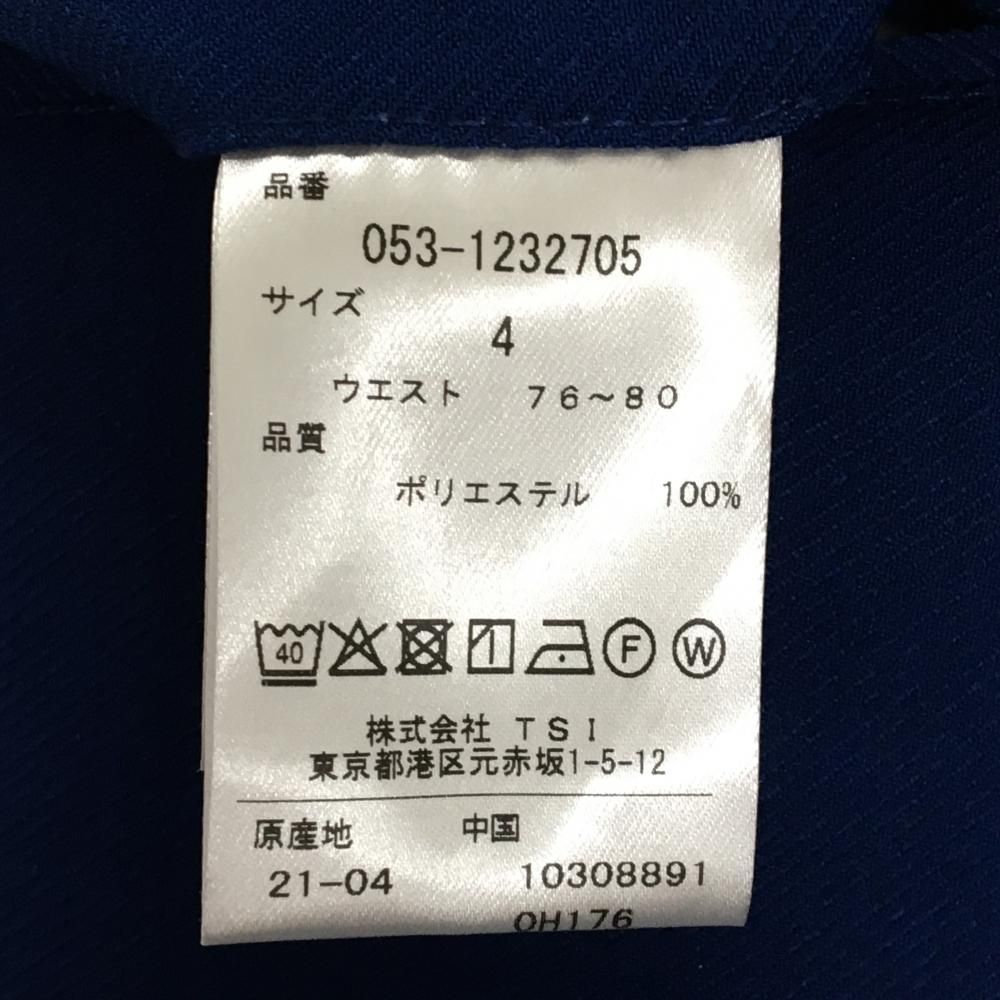 品番
053-1232705
サイズ
4
ウエスト 76～80
品質
ポリエステル 100%
40 F W
株式会社 TSI
東京都港区元赤坂1-5-12
原産地 中国
21-04 10308891
OH176